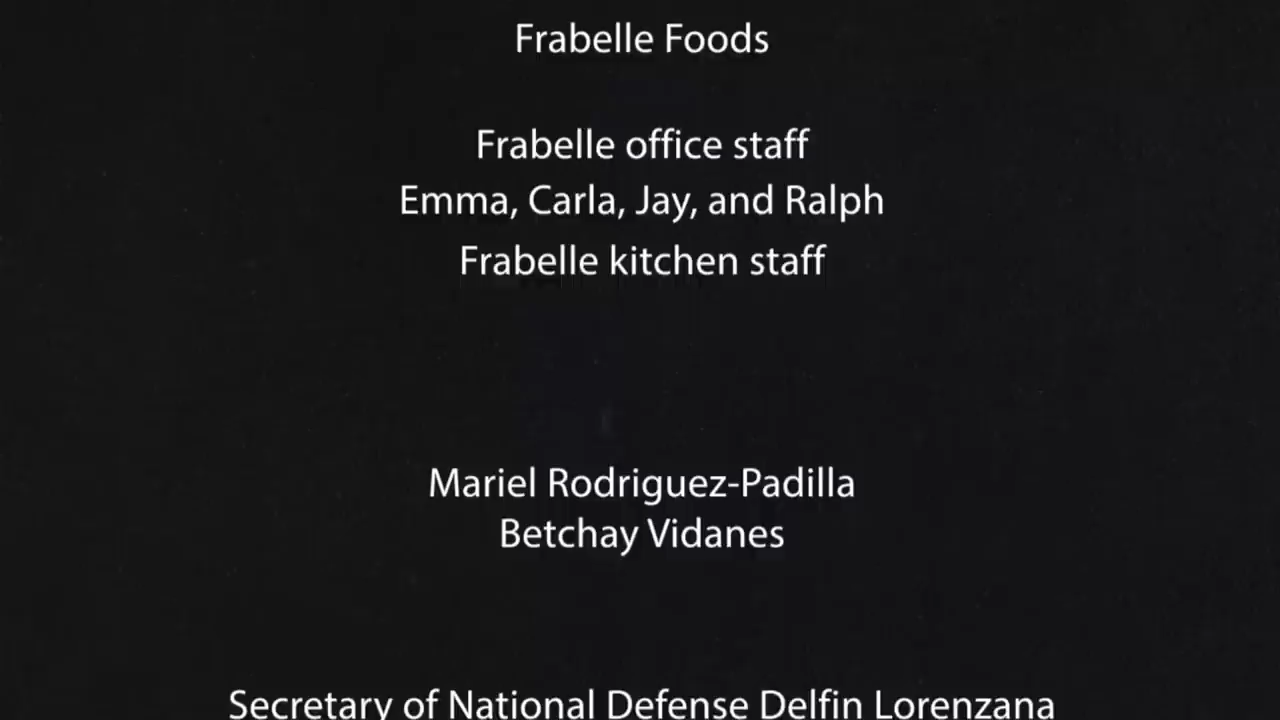 Frabelle Foods
Frabelle office staff
Emma, Carla, Jay, and Ralph
Frabelle kitchen staff
Mariel Rodriguez-Padilla
Betchay Vidanes
Secretary of National Defense Delfin Lorenzana